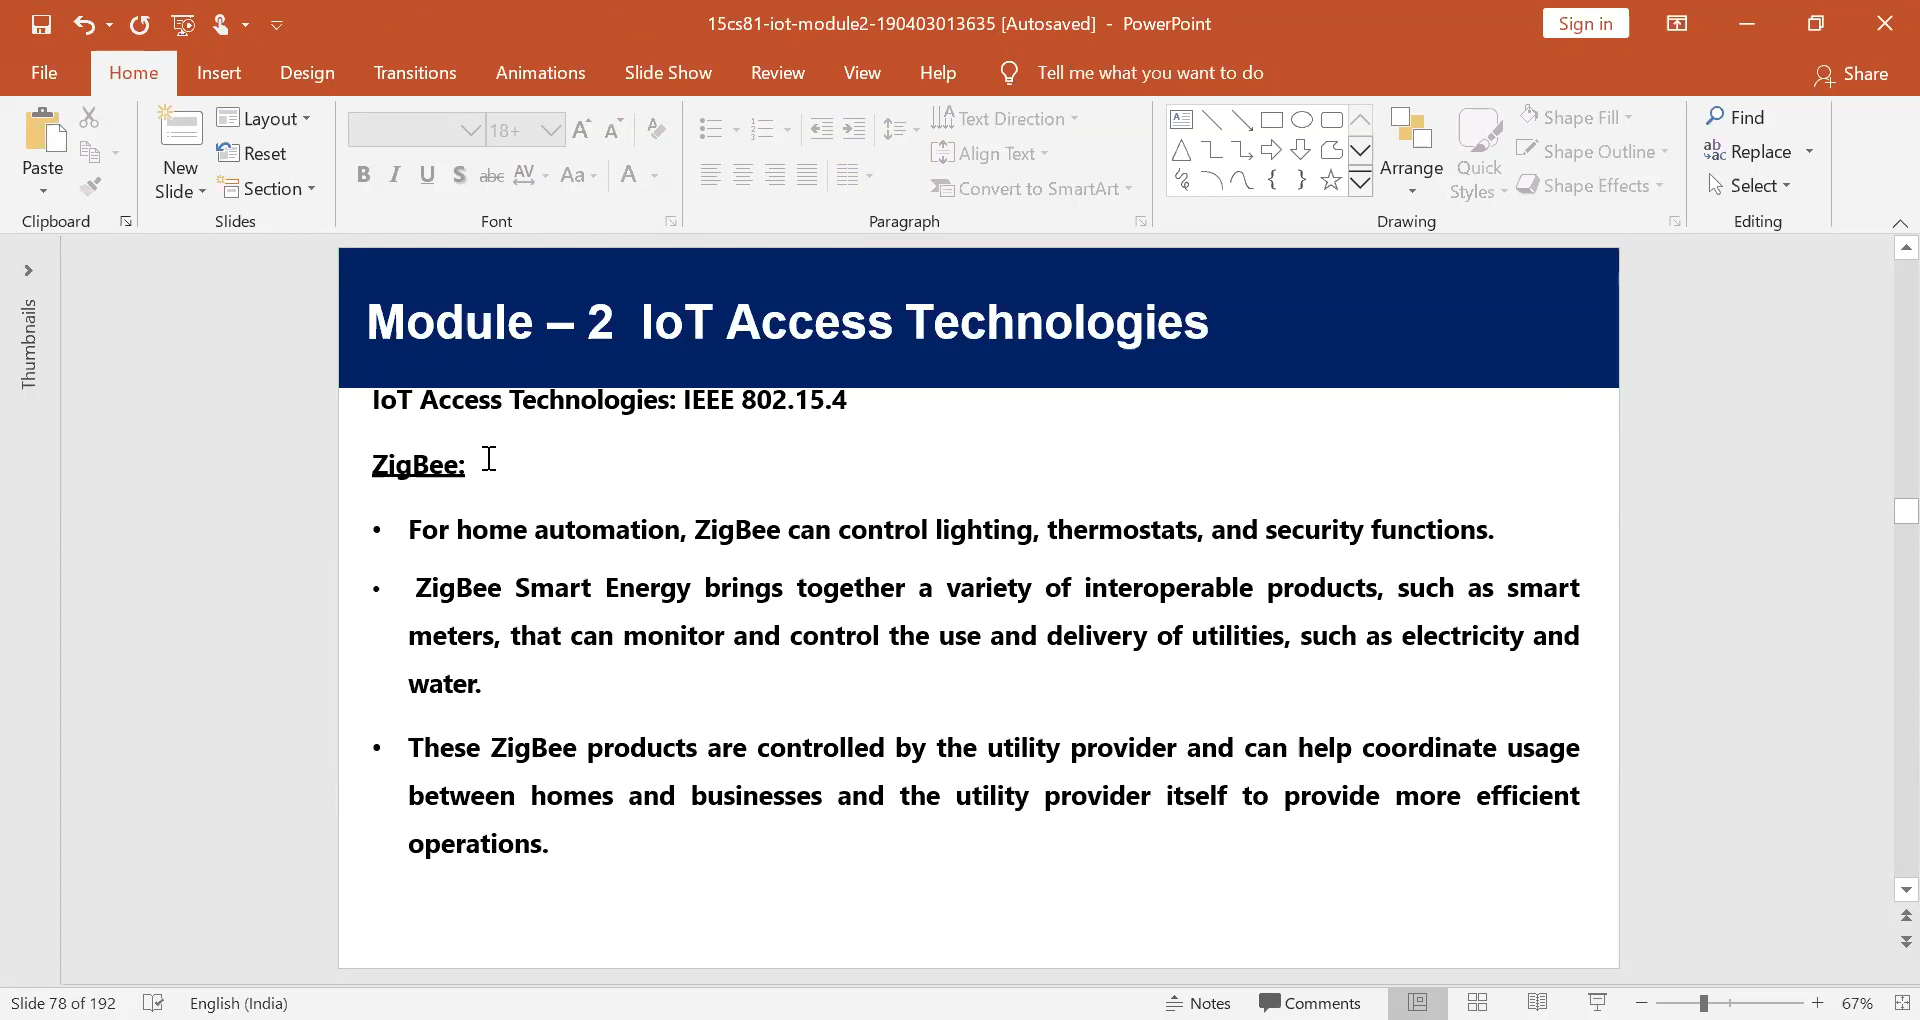 15cs81-iot-module2-190403013635 [Autosaved] - PowerPoint
Sign in
File Home Insert Design Transitions Animations Slide Show Review View Help Tell me what you want to do Share
Paste
Clipboard
New Slide
Layout
Reset
Section
Slides
18+
B I U S abc AV Aa A
Font
Text Direction
Align Text
Convert to SmartArt
Paragraph
Arrange
Quick Styles
Shape Fill
Shape Outline
Shape Effects
Drawing
Find
Replace
Select
Editing
Thumbnails
Module – 2 IoT Access Technologies
IoT Access Technologies: IEEE 802.15.4
ZigBee:
• For home automation, ZigBee can control lighting, thermostats, and security functions.
• ZigBee Smart Energy brings together a variety of interoperable products, such as smart
meters, that can monitor and control the use and delivery of utilities, such as electricity and
water.
• These ZigBee products are controlled by the utility provider and can help coordinate usage
between homes and businesses and the utility provider itself to provide more efficient
operations.
Slide 78 of 192 English (India) Notes Comments 67%